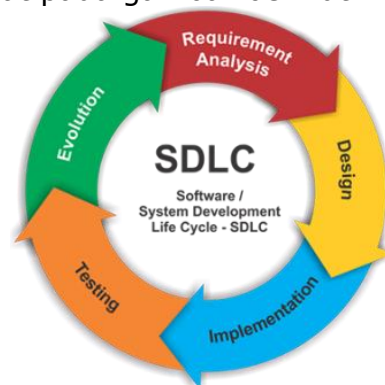 Requirement
Analysis
Design
Implementation
Testing
Evolution
SDLC
Software /
System Development
Life Cycle - SDLC